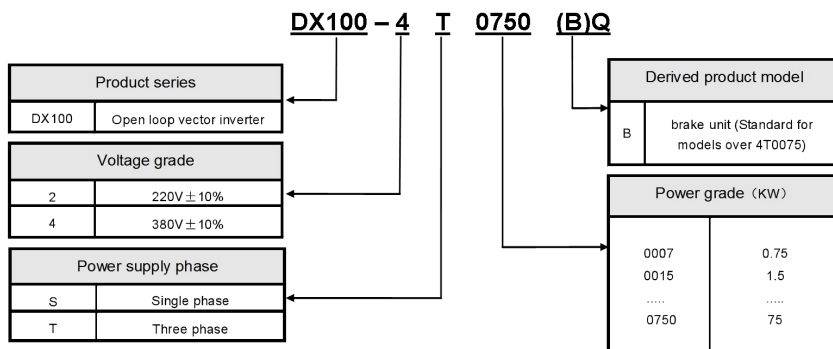 DX100 – 4 T 0750 (B)Q
Product series
DX100 Open loop vector inverter
Voltage grade
2 220V±10%
4 380V±10%
Power supply phase
S Single phase
T Three phase
Derived product model
B brake unit (Standard for
models over 4T0075)
Power grade（KW）
0007 0.75
0015 1.5
..... .....
0750 75